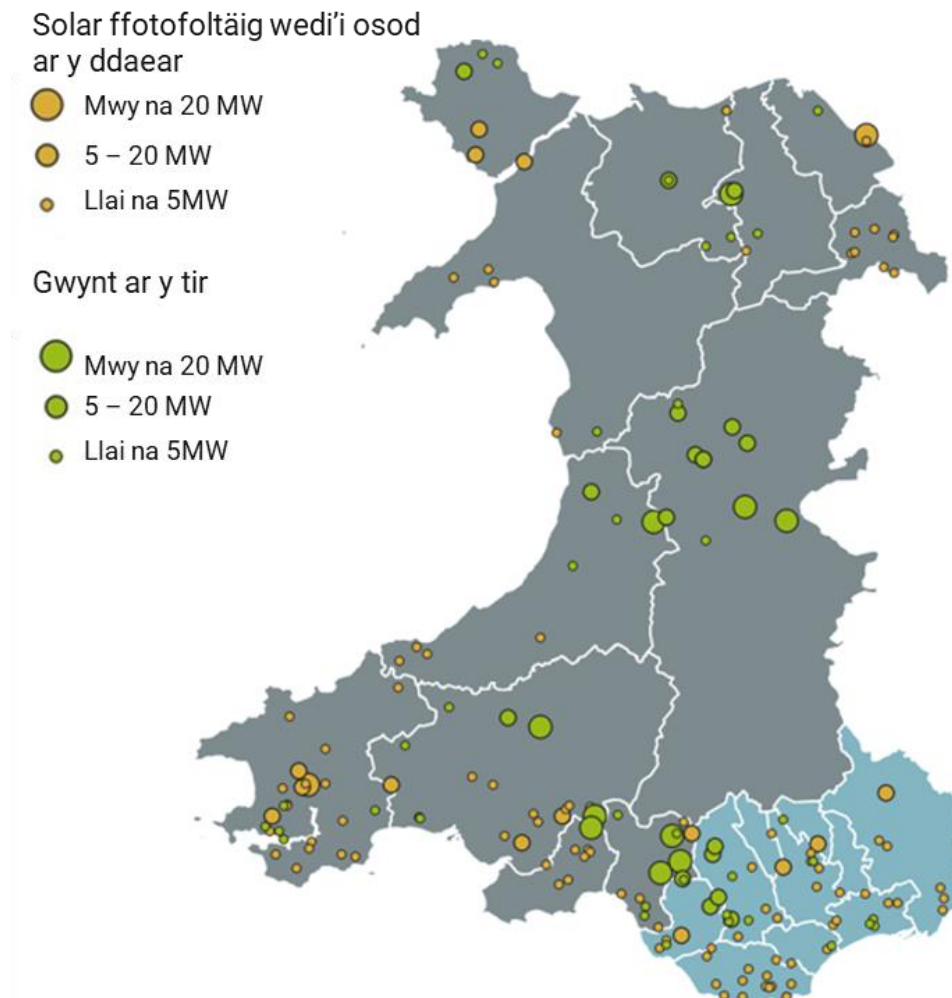 Solar ffotofoltäig wedi'i osod
ar y ddaear
Mwy na 20 MW
5 – 20 MW
Llai na 5MW
Gwynt ar y tir
Mwy na 20 MW
5 – 20 MW
Llai na 5MW